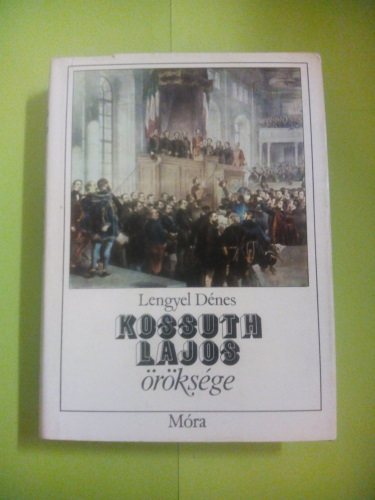 Lengyel Dénes
KOSSUTH
LAJOS
öröksége
Móra